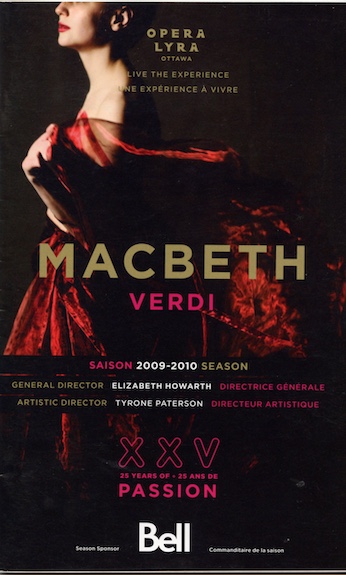 OPERA
LYRA
OTTAWA
LIVE THE EXPERIENCE
UNE EXPÉRIENCE À VIVRE
MACBETH
VERDI
SAISON 2009-2010 SEASON
GENERAL DIRECTOR ELIZABETH HOWARTH DIRECTRICE GÉNÉRALE
ARTISTIC DIRECTOR TYRONE PATERSON DIRECTEUR ARTISTIQUE
XXV
25 YEARS OF - 25 ANS DE
PASSION
Season Sponsor Bell Commanditaire de la saison